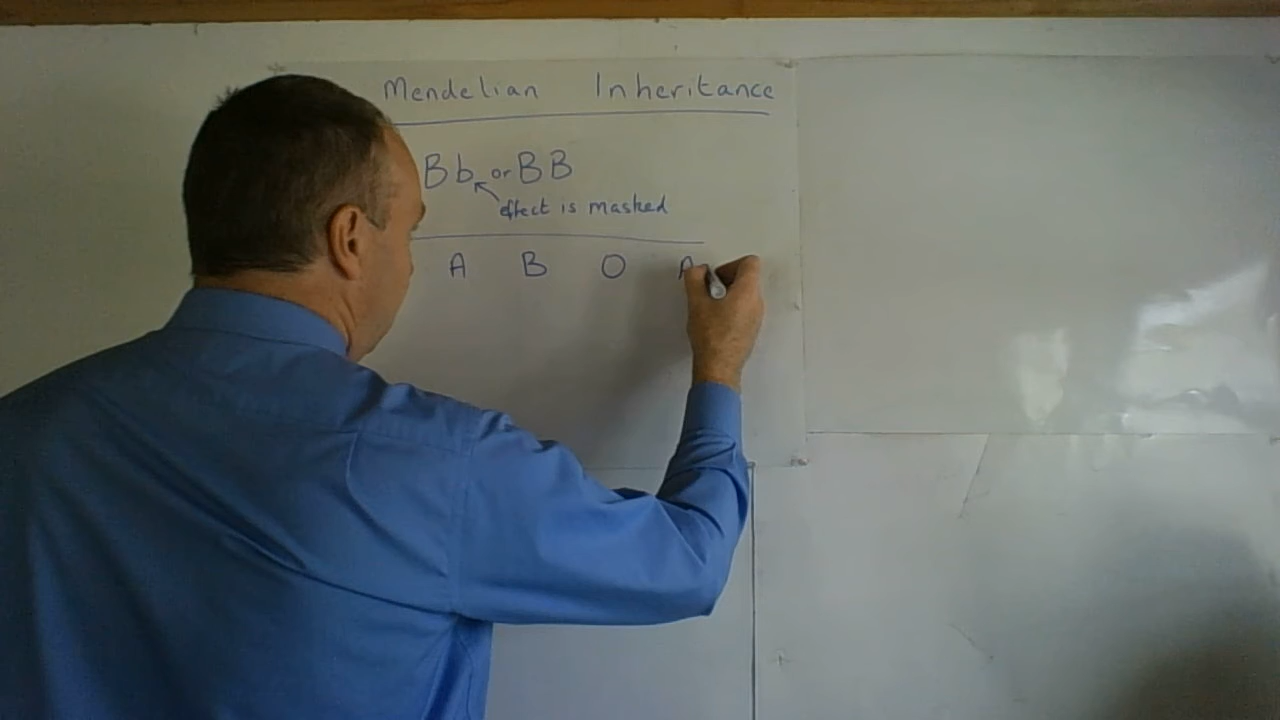 Mendelian Inheritance
Bb or BB
effect is masked
A B O A